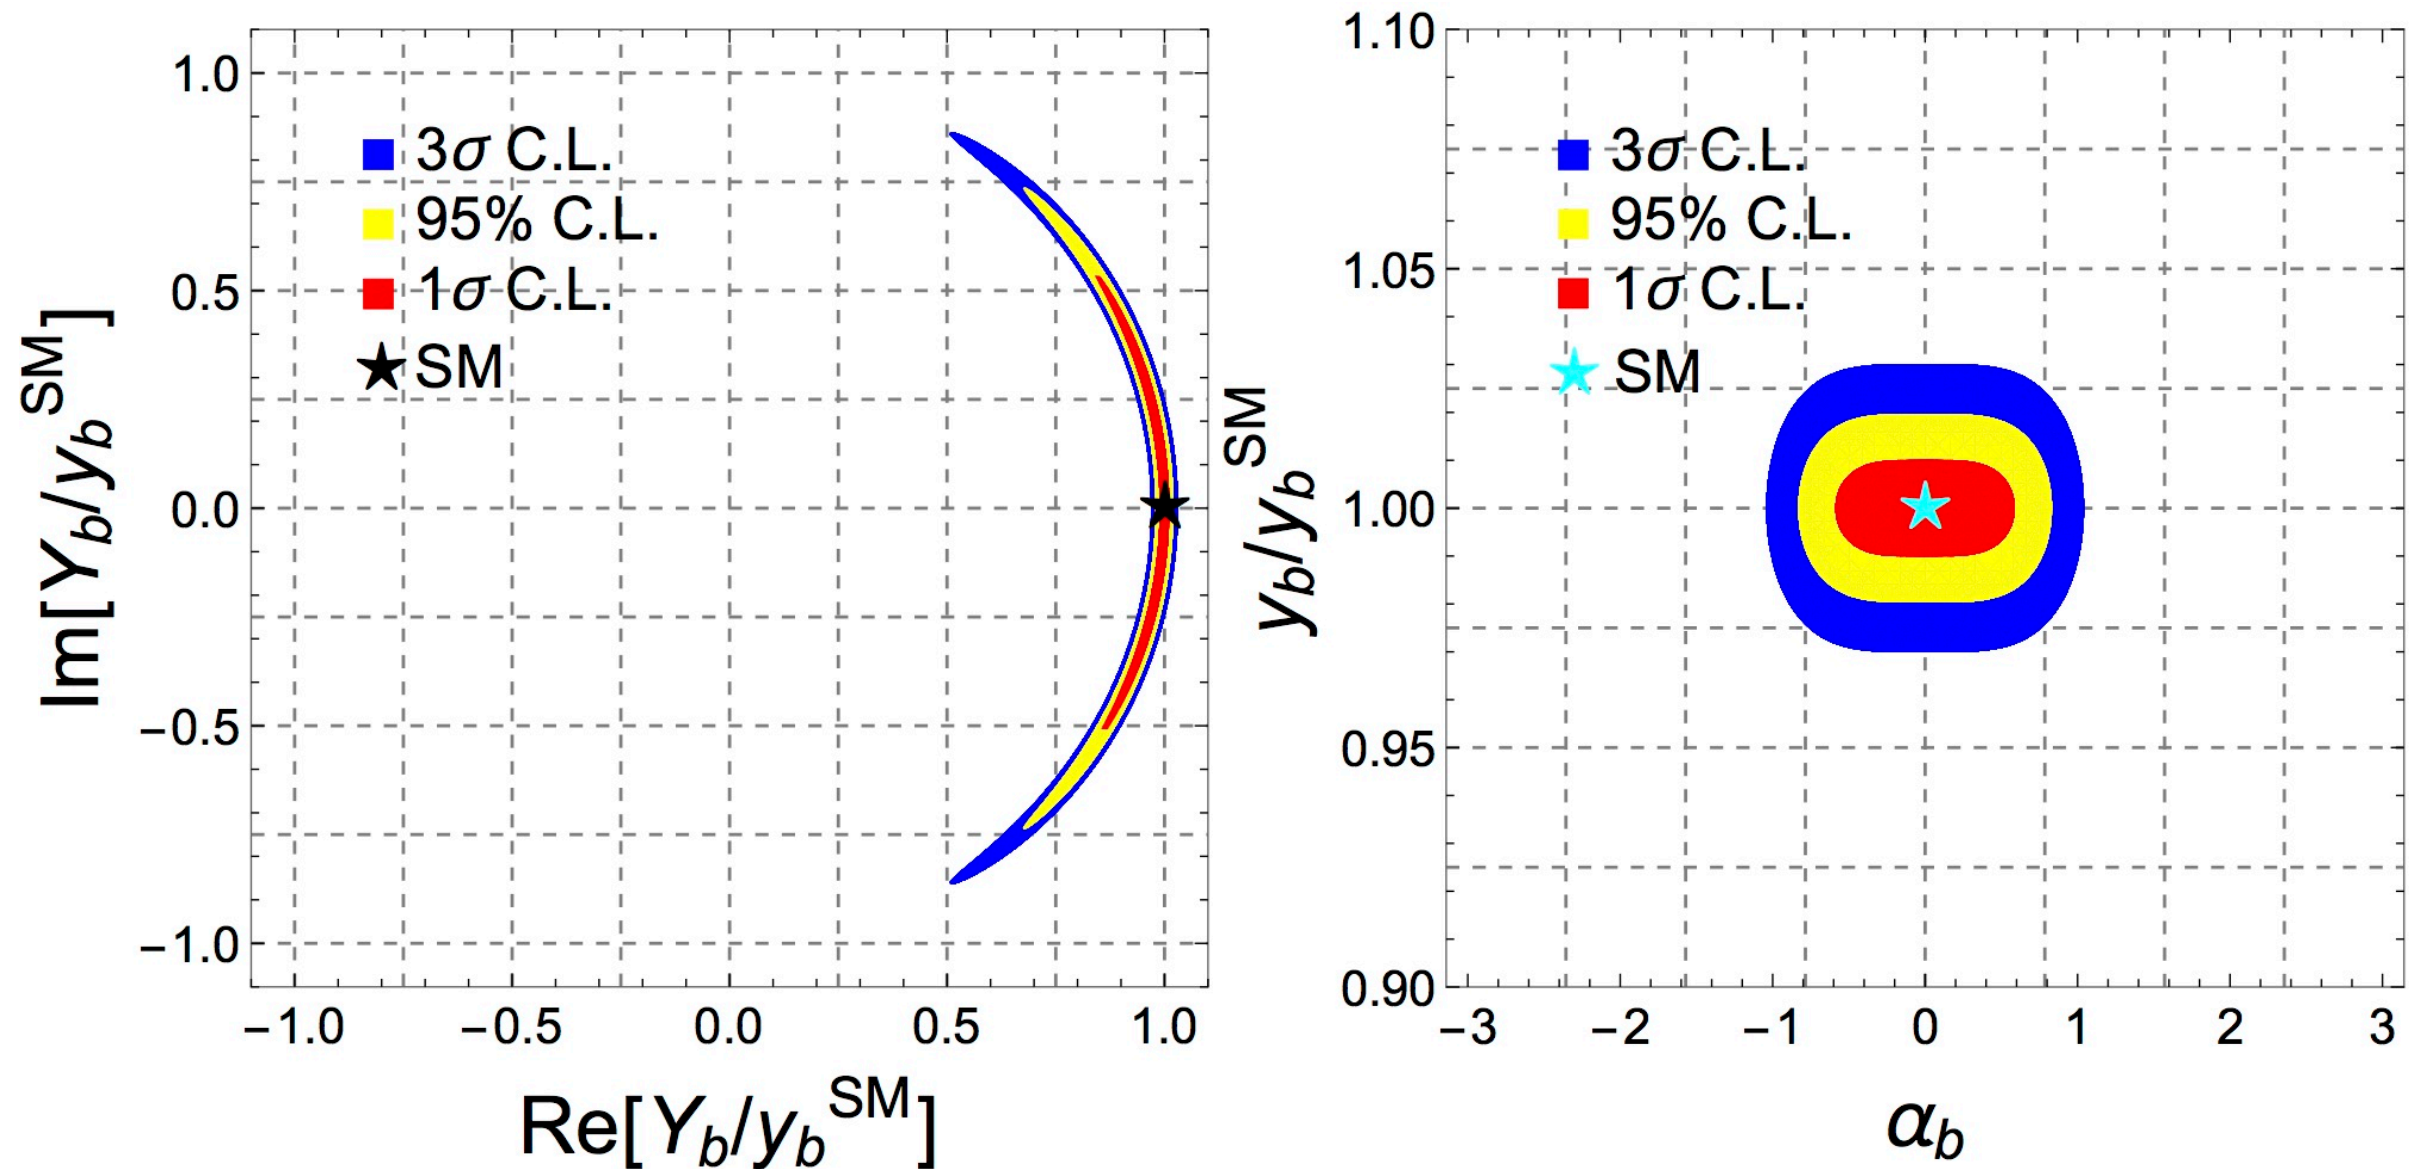 1.0
0.5
0.0
−0.5
−1.0
Im[Y_b/y_b^SM]
3σ C.L.
95% C.L.
1σ C.L.
SM
−1.0 −0.5 0.0 0.5 1.0
Re[Y_b/y_b^SM]
1.10
1.05
1.00
0.95
0.90
y_b/y_b^SM
3σ C.L.
95% C.L.
1σ C.L.
SM
−3 −2 −1 0 1 2 3
α_b